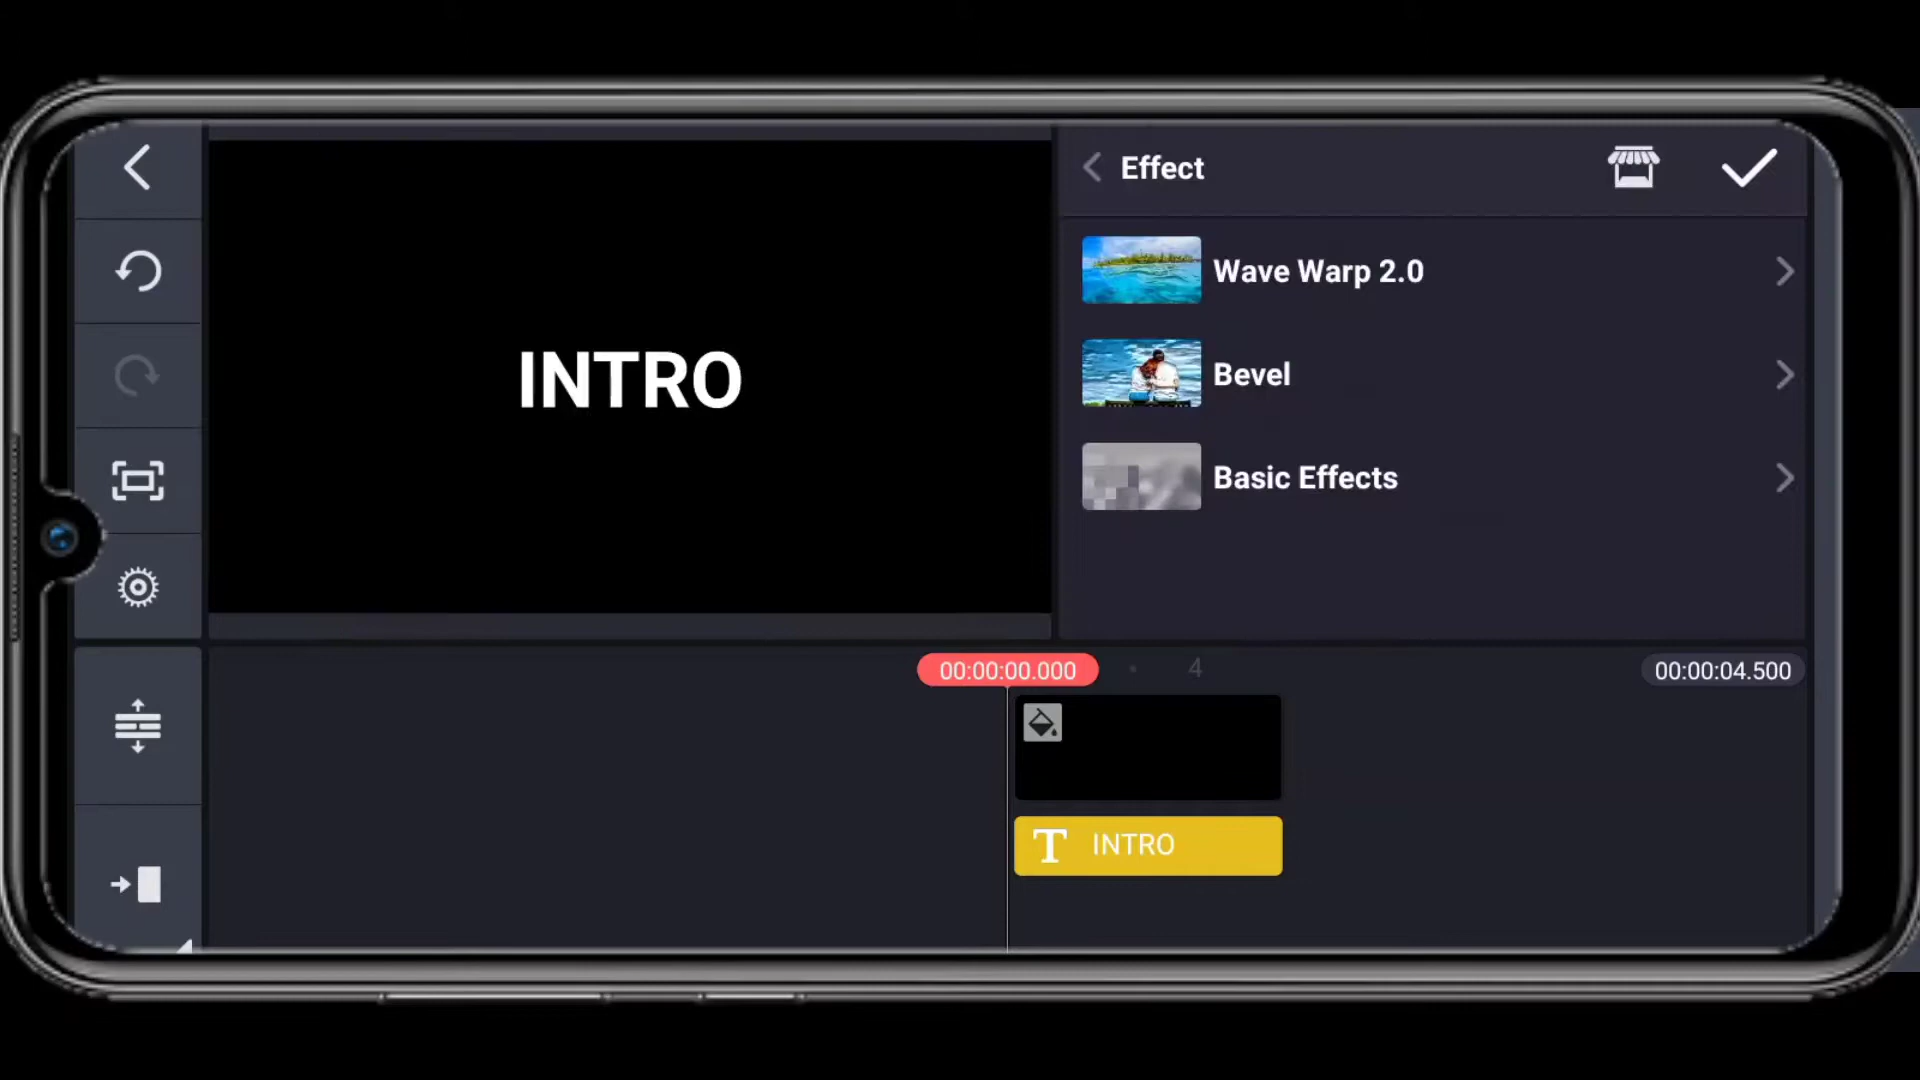 Effect
Wave Warp 2.0
Bevel
Basic Effects
INTRO
00:00:00.000
4
00:00:04.500
T INTRO